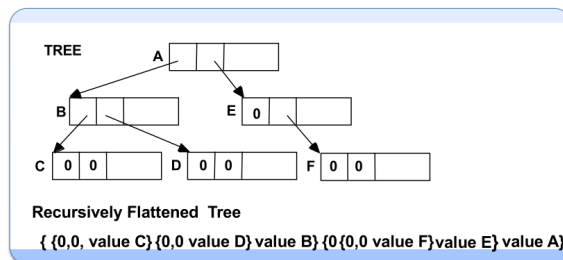 TREE
A
B
E 0
C 0 0
D 0 0
F 0 0
Recursively Flattened Tree
{ {0,0, value C} {0,0 value D} value B} {0{0,0 value F}value E} value A}